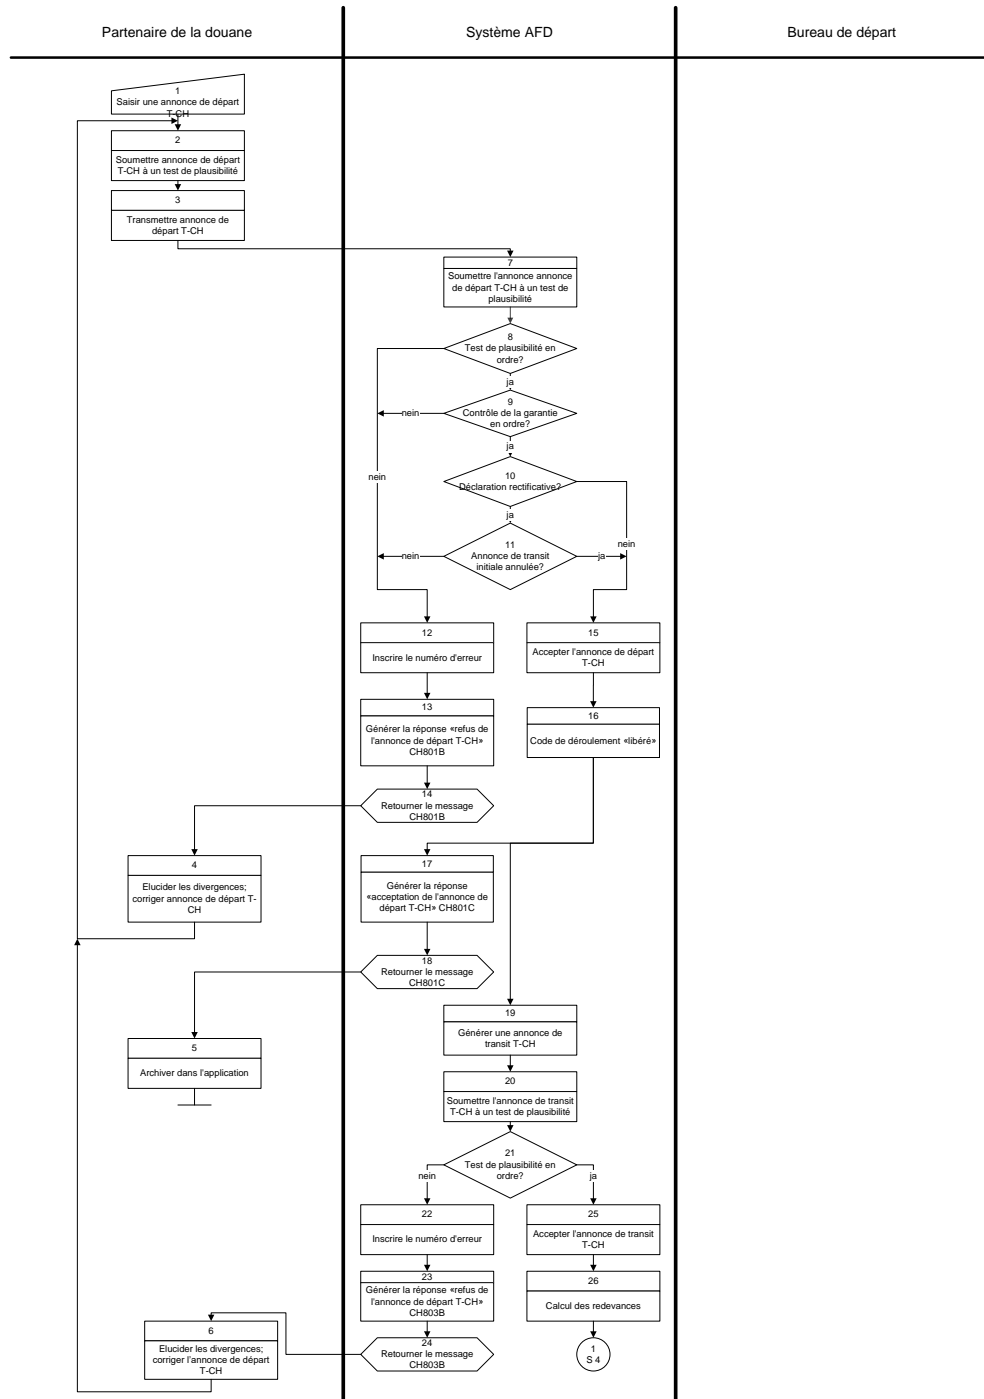 Partenaire de la douane
Système AFD
Bureau de départ
1
Saisir une annonce de départ
T-CH
2
Soumettre annonce de départ
T-CH à un test de plausibilité
3
Transmettre annonce de
départ T-CH
7
Soumettre l'annonce annonce
de départ T-CH à un test de
plausibilité
8
Test de plausibilité en
ordre?
ja
9
Contrôle de la garantie
en ordre?
nein
ja
nein
10
Déclaration rectificative?
ja
nein
11
Annonce de transit
initiale annulée?
nein
ja
12
Inscrire le numéro d'erreur
15
Accepter l'annonce de départ
T-CH
13
Générer la réponse «refus de
l'annonce de départ T-CH»
CH801B
16
Code de déroulement «libéré»
14
Retourner le message
CH801B
4
Elucider les divergences;
corriger annonce de départ T-
CH
17
Générer la réponse
«acceptation de l'annonce de
départ T-CH» CH801C
18
Retourner le message
CH801C
19
Générer une annonce de
transit T-CH
5
Archiver dans l'application
20
Soumettre l'annonce de transit
T-CH à un test de plausibilité
21
Test de plausibilité en
ordre?
nein
ja
22
Inscrire le numéro d'erreur
25
Accepter l'annonce de transit
T-CH
23
Générer la réponse «refus de
l'annonce de départ T-CH»
CH803B
26
Calcul des redevances
6
Elucider les divergences;
corriger l'annonce de départ
T-CH
24
Retourner le message
CH803B
1
S 4